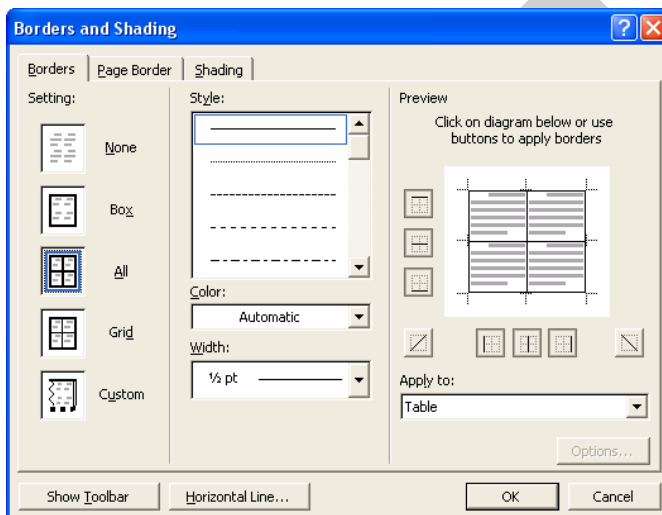 Borders and Shading
Borders
Page Border
Shading
Setting:
None
Box
All
Grid
Custom
Style:
Color:
Automatic
Width:
½ pt
Preview
Click on diagram below or use
buttons to apply borders
Apply to:
Table
Options...
Show Toolbar
Horizontal Line...
OK
Cancel